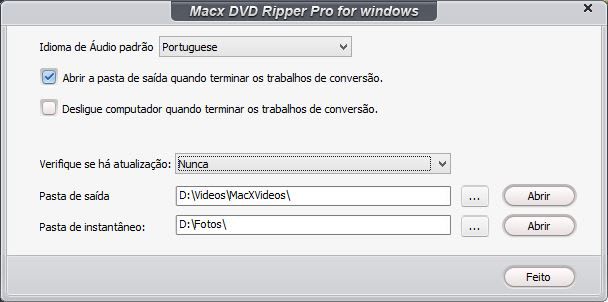 Macx DVD Ripper Pro for windows
Idioma de Áudio padrão Portuguese
Abrir a pasta de saída quando terminar os trabalhos de conversão.
Desligue computador quando terminar os trabalhos de conversão.
Verifique se há atualização: Nunca
Pasta de saída D:\Videos\MacXVideos\ ... Abrir
Pasta de instantâneo: D:\Fotos\ ... Abrir
Feito